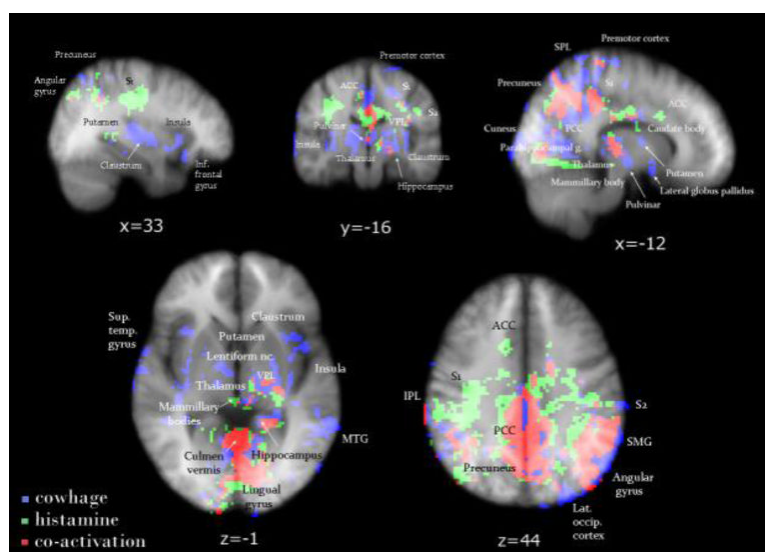 Precuneus
Angular
gyrus
S1
Putamen
Insula
Claustrum
Inf.
frontal
gyrus
x=33
Premotor cortex
ACC
S1
S2
Pulvinar
VPL
Insula
Thalamus
Claustrum
Hippocampus
y=-16
SPL
Premotor cortex
Precuneus
S1
ACC
Cuneus
PCC
Caudate body
Parahippocampal g.
Thalamus
Putamen
Mammillary body
Lateral globus pallidus
Pulvinar
x=-12
Sup.
temp.
gyrus
Claustrum
Putamen
Lentiform nc.
VPL
Insula
Thalamus
Mammillary
bodies
MTG
Culmen
vermis
Hippocampus
Lingual
gyrus
z=-1
ACC
S1
IPL
S2
PCC
SMG
Precuneus
Angular
gyrus
Lat.
occip.
cortex
z=44
cowhage
histamine
co-activation